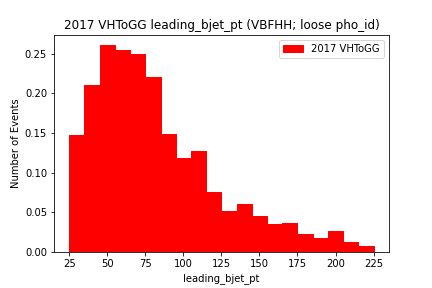 2017 VHToGG leading_bjet_pt (VBFHH; loose pho_id)
2017 VHToGG
Number of Events
0.25
0.20
0.15
0.10
0.05
0.00
25 50 75 100 125 150 175 200 225
leading_bjet_pt